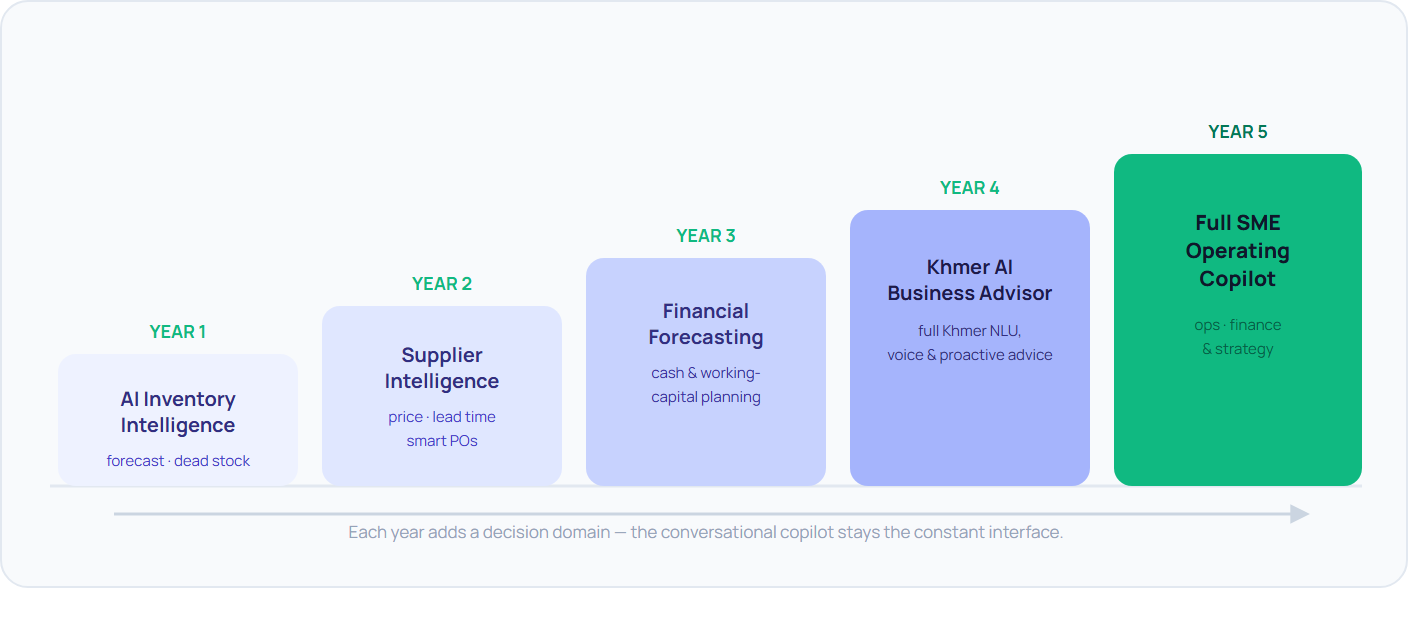 YEAR 1
AI Inventory
Intelligence
forecast · dead stock
YEAR 2
Supplier
Intelligence
price · lead time
smart POs
YEAR 3
Financial
Forecasting
cash & working-
capital planning
YEAR 4
Khmer AI
Business Advisor
full Khmer NLU,
voice & proactive advice
YEAR 5
Full SME
Operating
Copilot
ops · finance
& strategy
Each year adds a decision domain — the conversational copilot stays the constant interface.